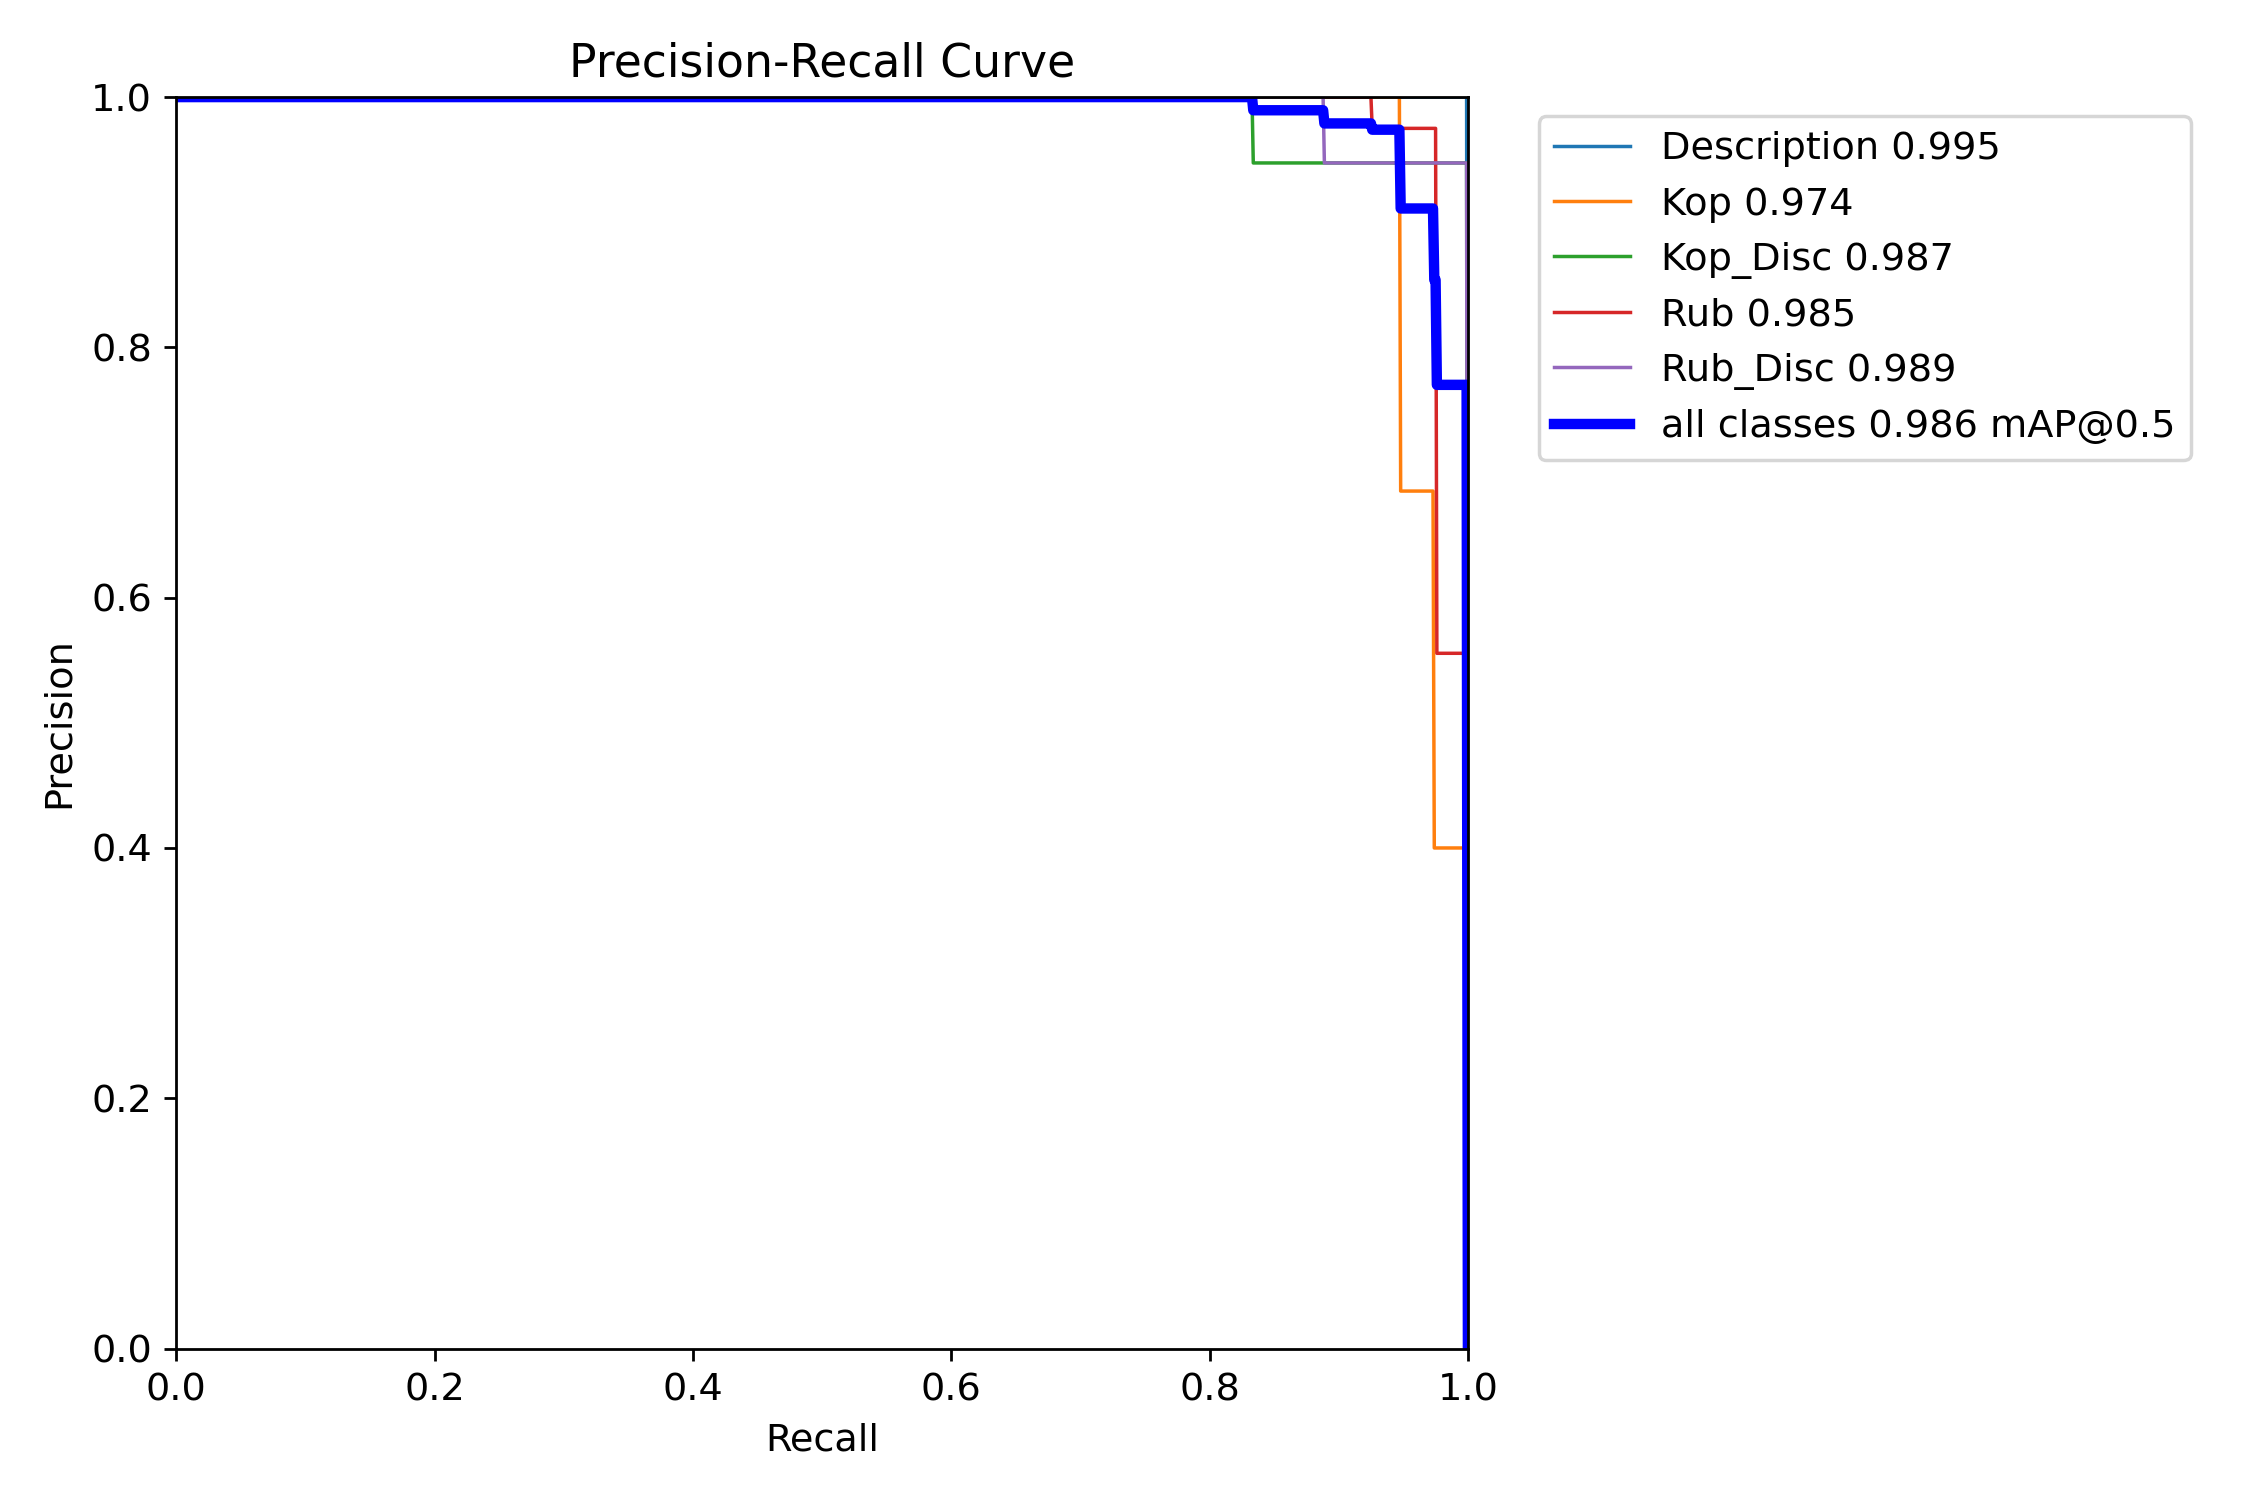 Precision-Recall Curve
1.0
0.8
0.6
0.4
0.2
0.0
Precision
0.0 0.2 0.4 0.6 0.8 1.0
Recall
Description 0.995
Kop 0.974
Kop_Disc 0.987
Rub 0.985
Rub_Disc 0.989
all classes 0.986 mAP@0.5